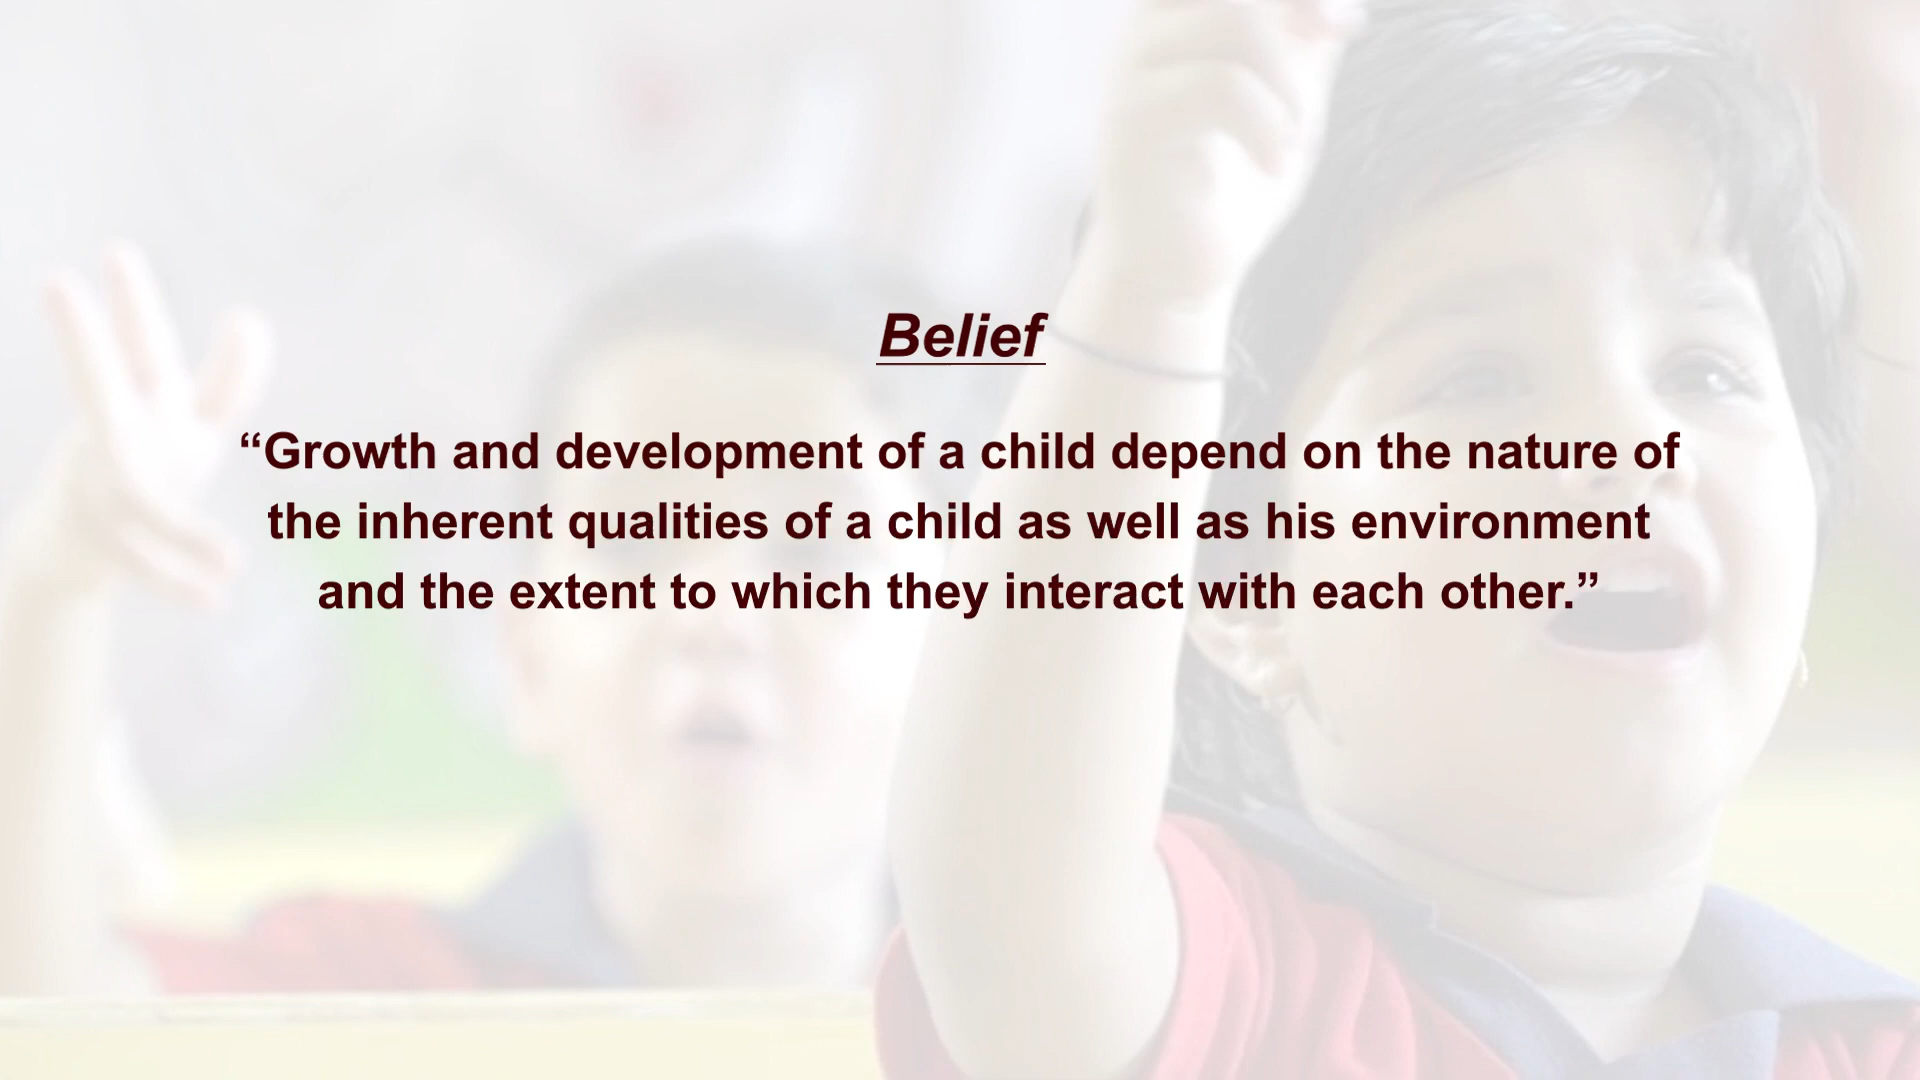 Belief
“Growth and development of a child depend on the nature of
the inherent qualities of a child as well as his environment
and the extent to which they interact with each other.”